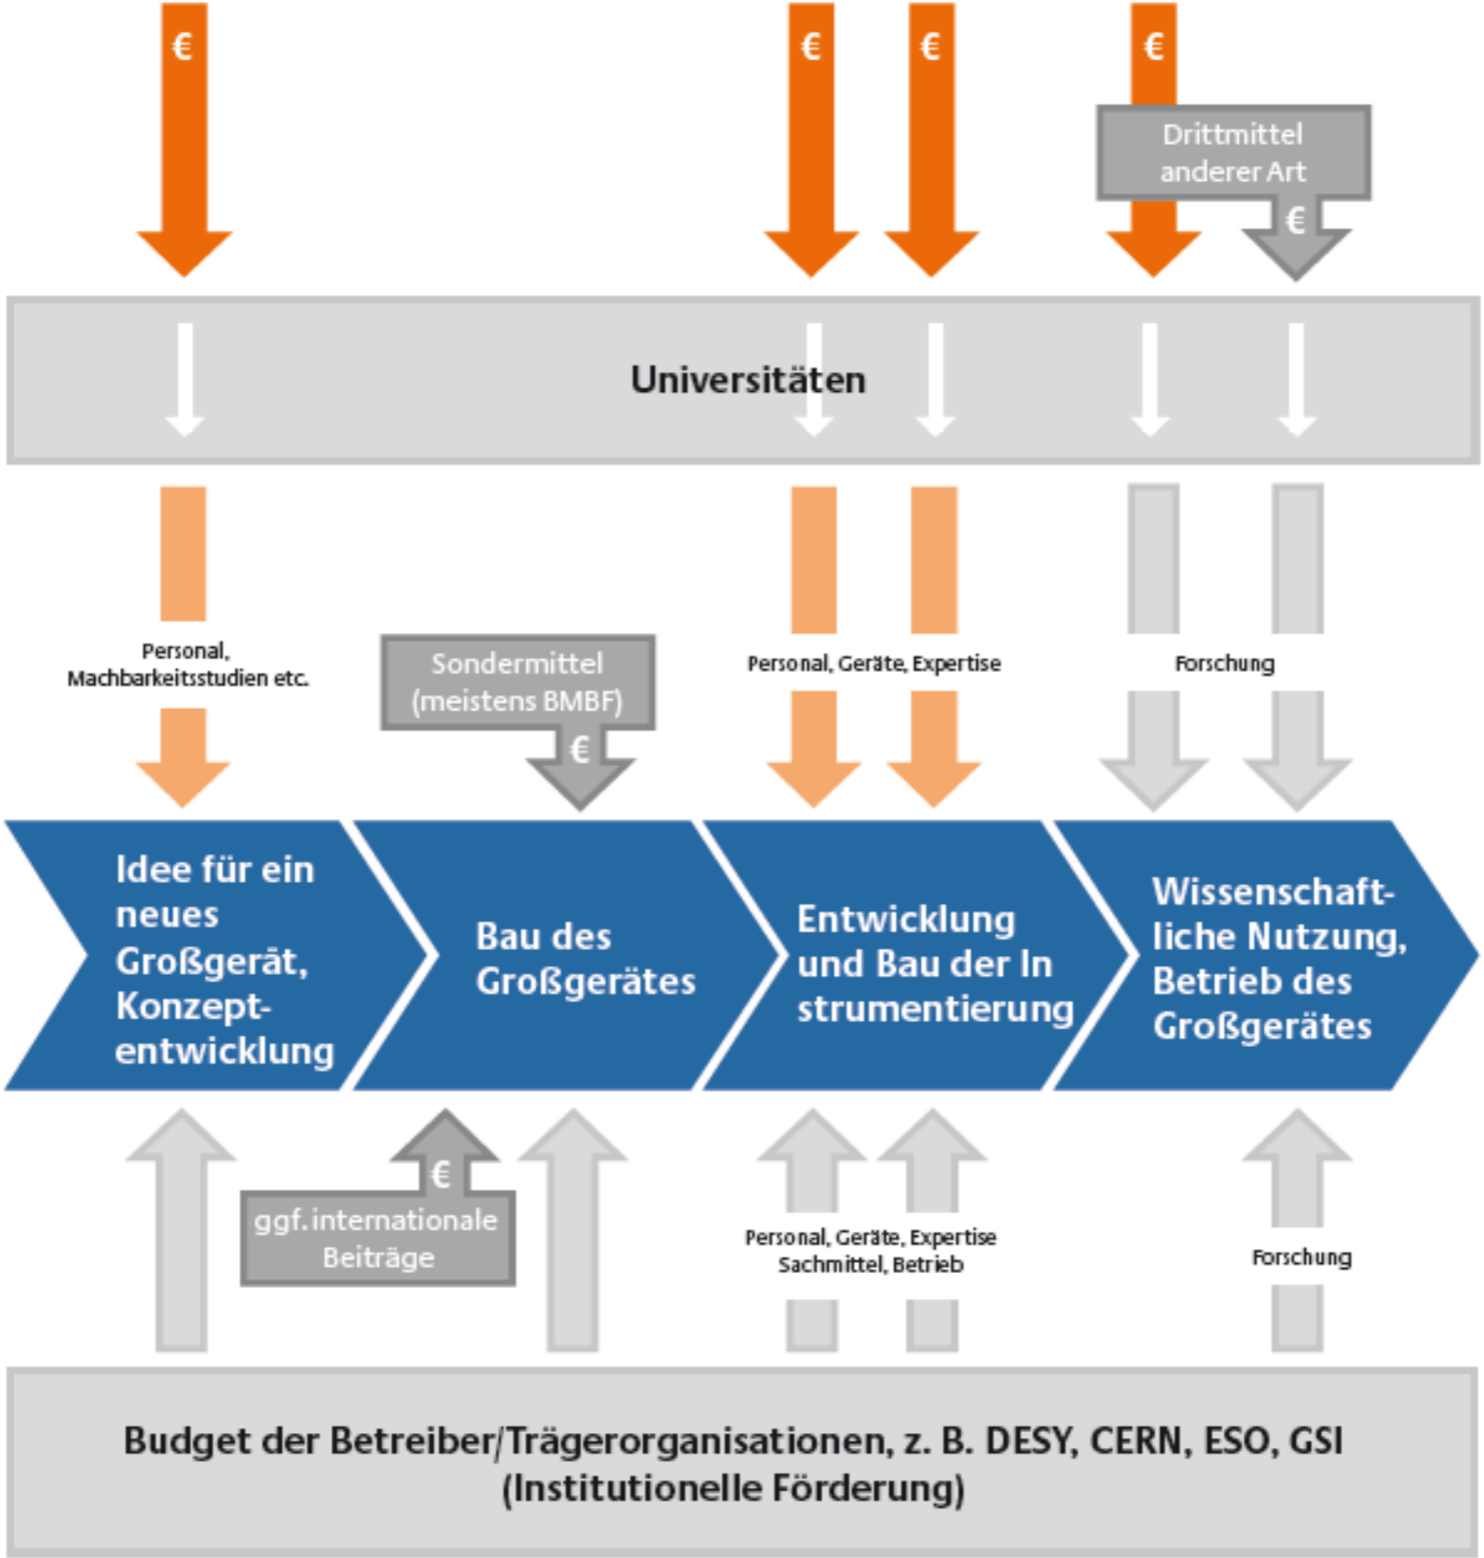 €
€
€
€
Drittmittel
anderer Art
€
Universitäten
Personal,
Machbarkeitsstudien etc.
Sondermittel
(meistens BMBF)
€
Personal, Geräte, Expertise
Forschung
Idee für ein
neues
Großgerät,
Konzept-
entwicklung
Bau des
Großgerätes
Entwicklung
und Bau der In
strumentierung
Wissenschaft-
liche Nutzung,
Betrieb des
Großgerätes
€
ggf. internationale
Beiträge
Personal, Geräte, Expertise
Sachmittel, Betrieb
Forschung
Budget der Betreiber/Trägerorganisationen, z. B. DESY, CERN, ESO, GSI
(Institutionelle Förderung)